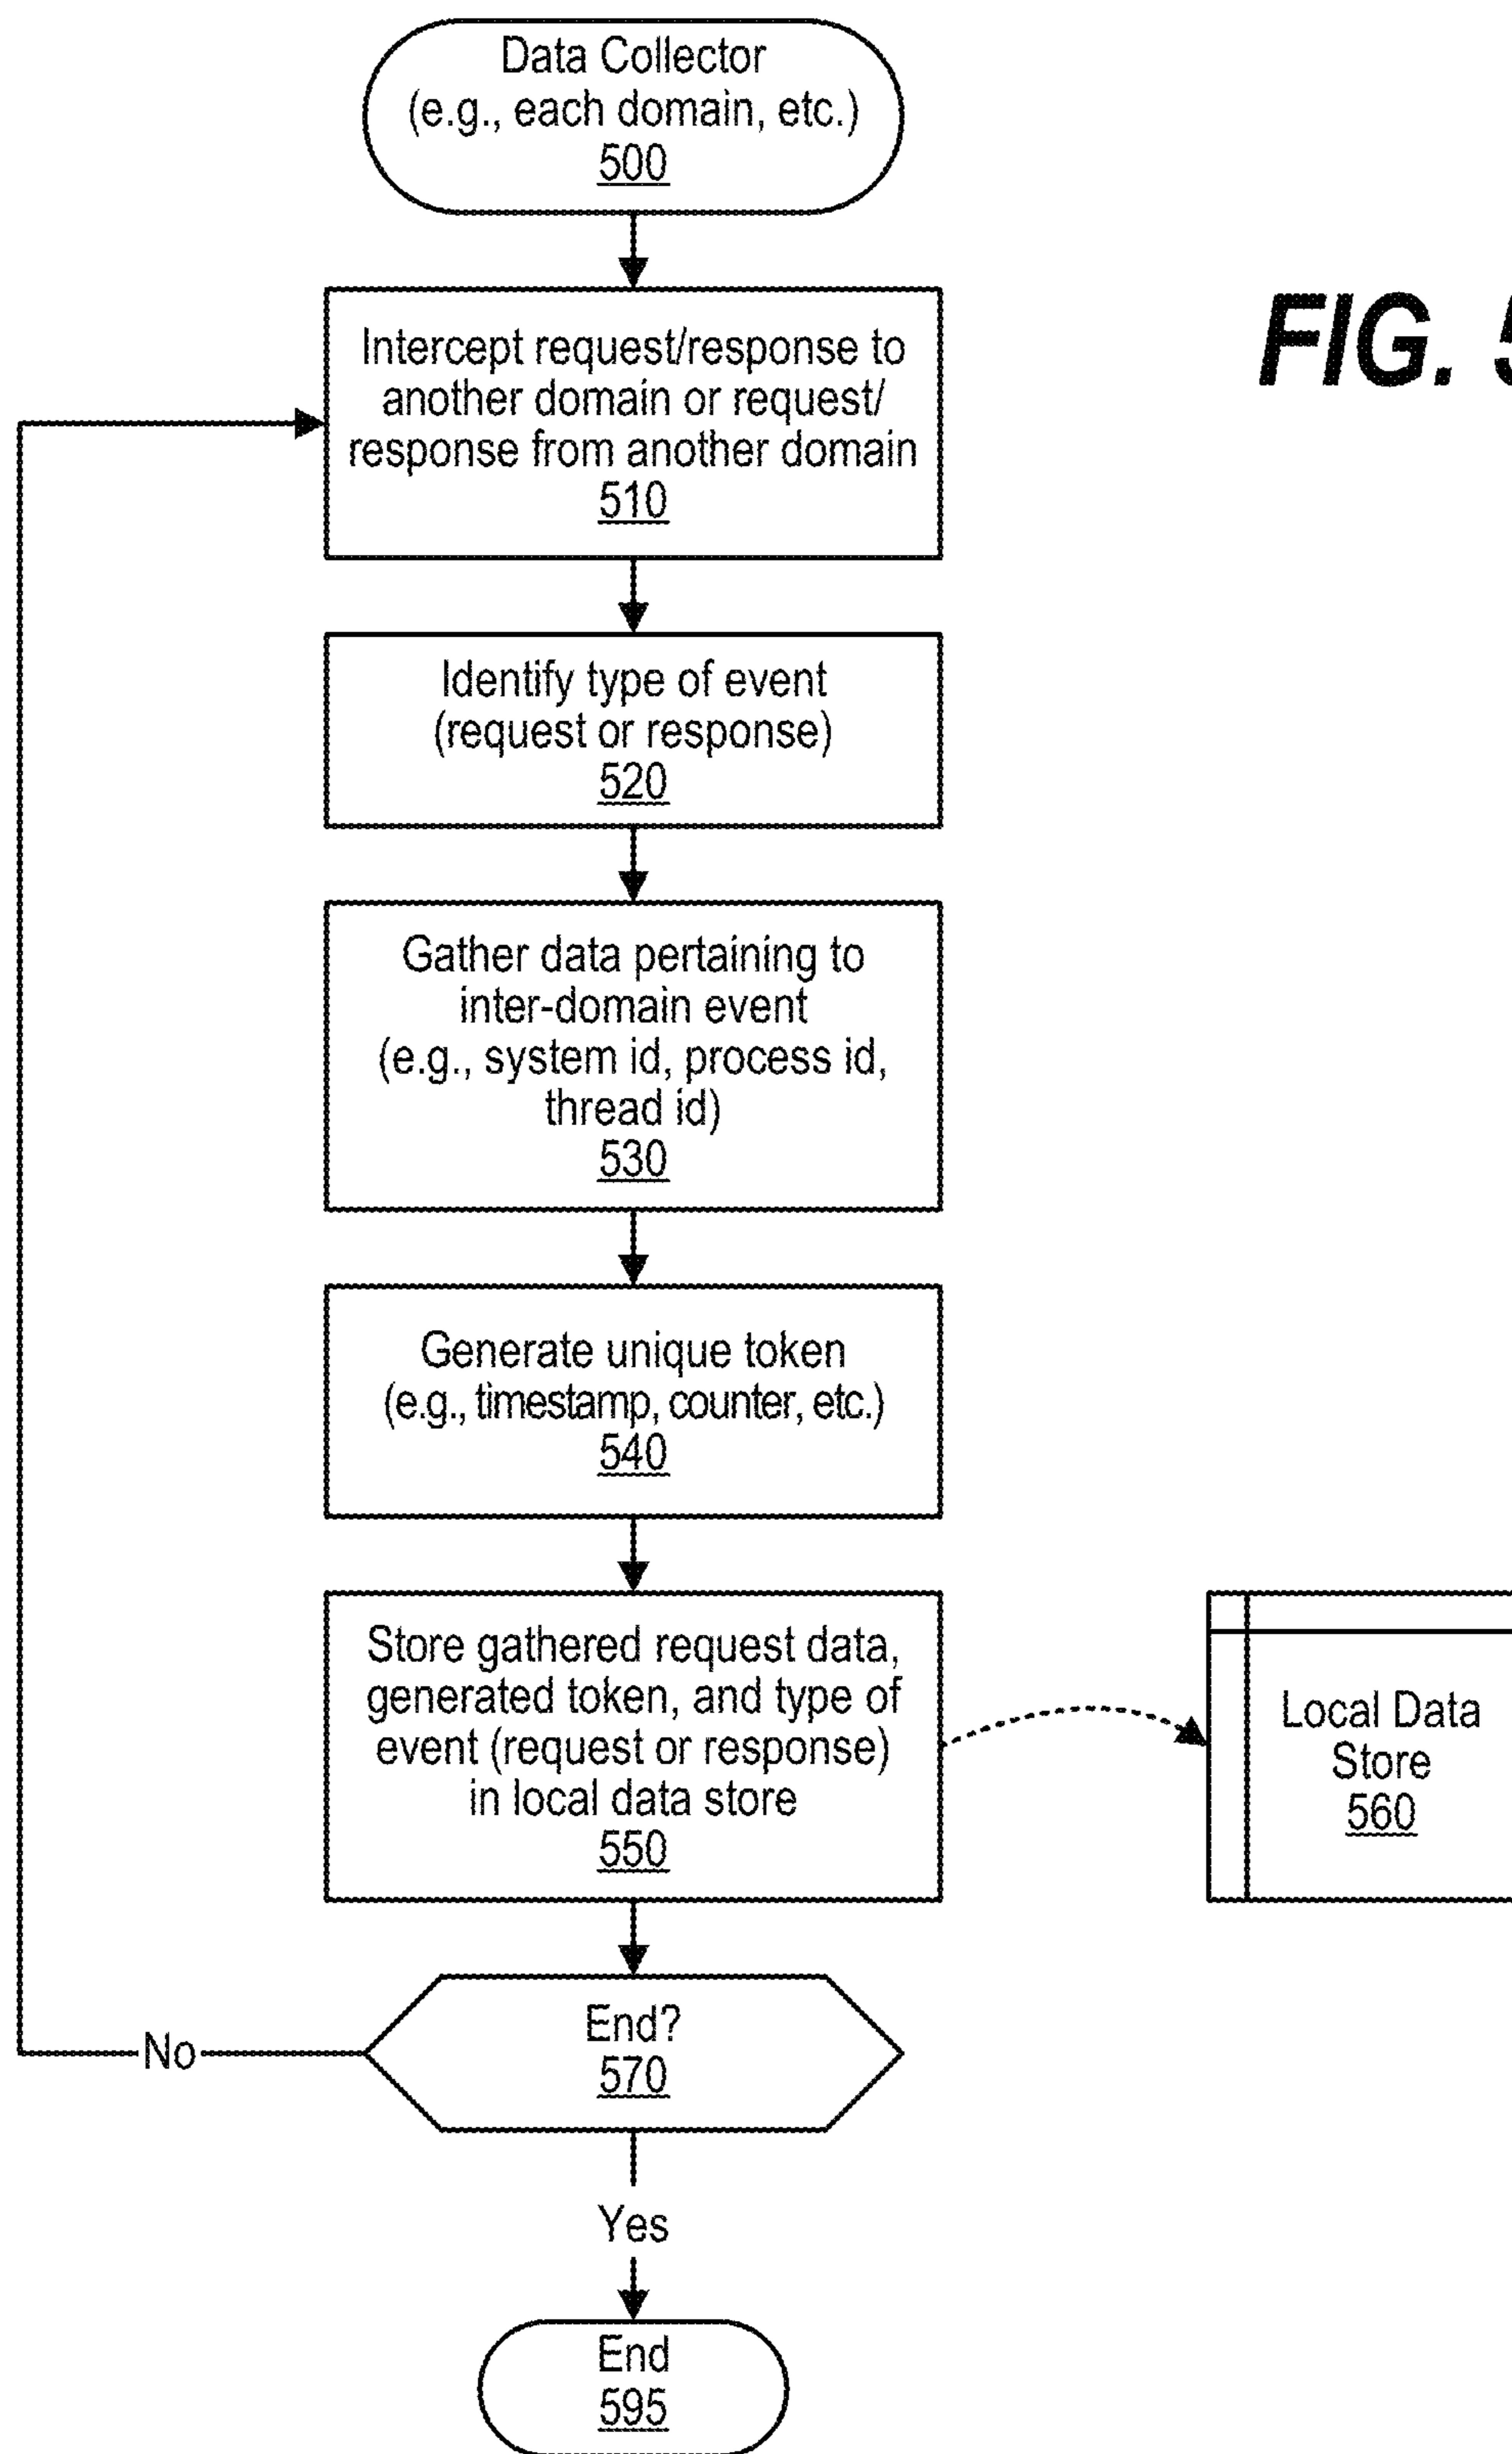 Data Collector
(e.g., each domain, etc.)
500
FIG. 5
Intercept request/response to
another domain or request/
response from another domain
510
Identify type of event
(request or response)
520
Gather data pertaining to
inter-domain event
(e.g., system id, process id,
thread id)
530
Generate unique token
(e.g., timestamp, counter, etc.)
540
Store gathered request data,
generated token, and type of
event (request or response)
in local data store
550
Local Data
Store
560
End?
570
No
Yes
End
595